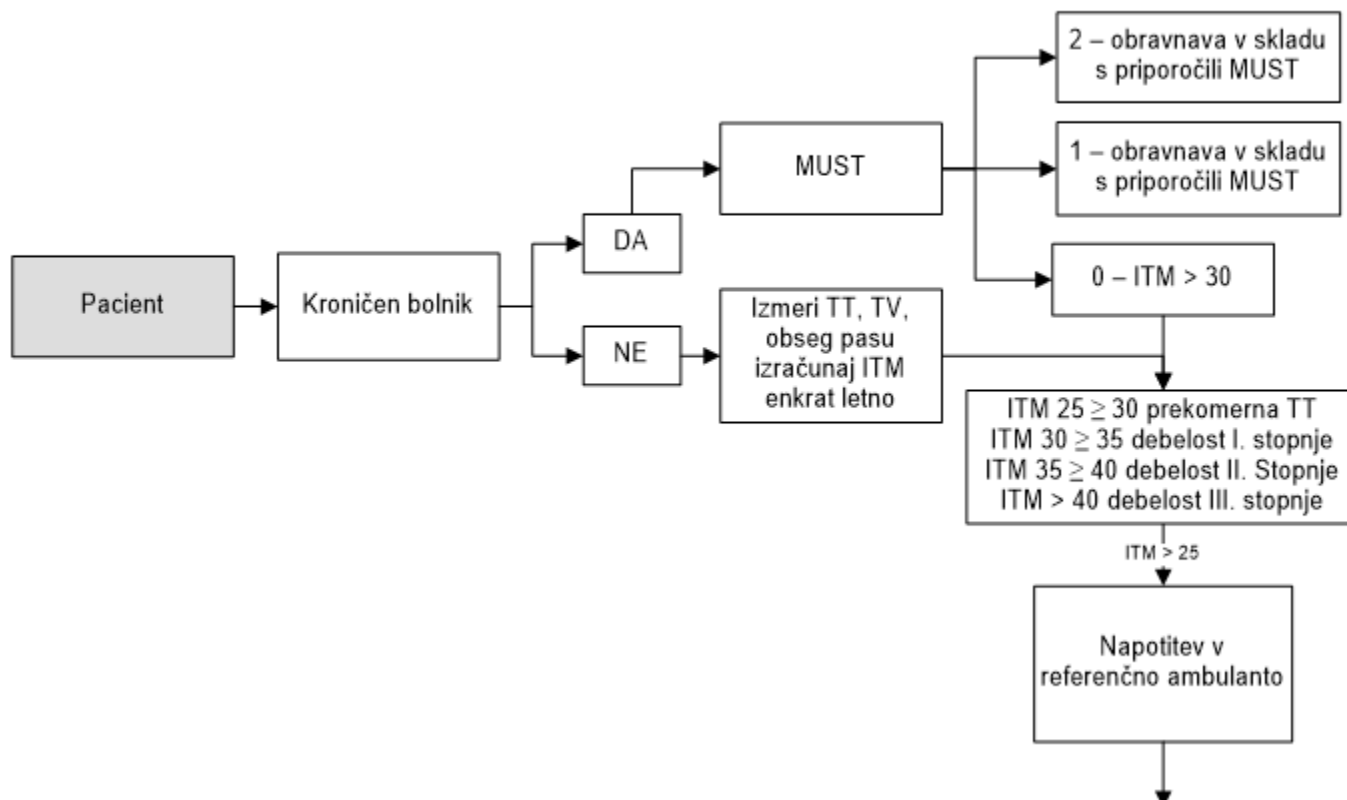 Pacient
Kroničen bolnik
DA
NE
MUST
Izmeri TT, TV,
obseg pasu
izračunaj ITM
enkrat letno
2 – obravnava v skladu
s priporočili MUST
1 – obravnava v skladu
s priporočili MUST
0 – ITM > 30
ITM 25 ≥ 30 prekomerna TT
ITM 30 ≥ 35 debelost I. stopnje
ITM 35 ≥ 40 debelost II. Stopnje
ITM > 40 debelost III. stopnje
ITM > 25
Napotitev v
referenčno ambulanto